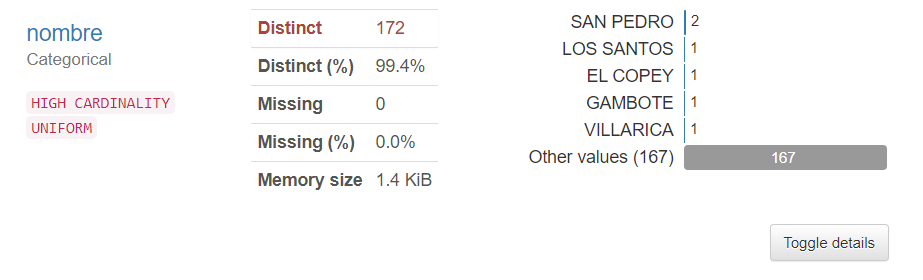 nombre
Categorical
HIGH CARDINALITY
UNIFORM
Distinct 172
Distinct (%) 99.4%
Missing 0
Missing (%) 0.0%
Memory size 1.4 KiB
SAN PEDRO 2
LOS SANTOS 1
EL COPEY 1
GAMBOTE 1
VILLARICA 1
Other values (167) 167
Toggle details